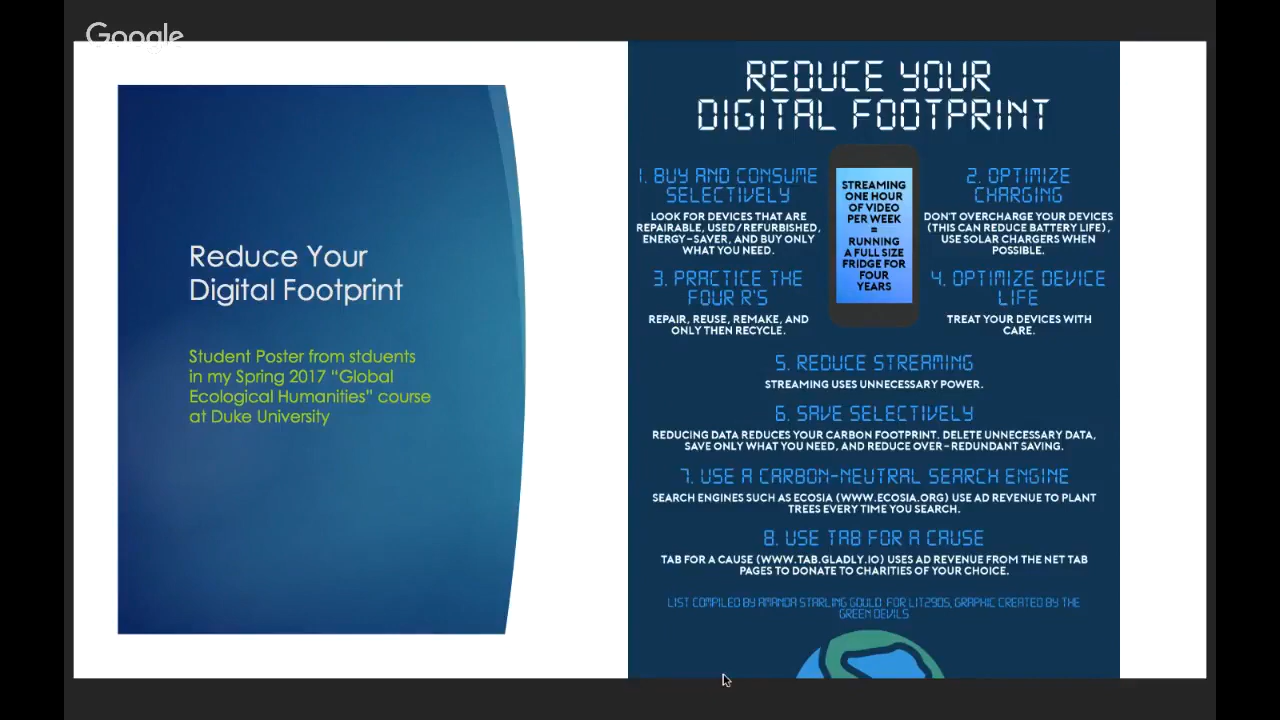 Google
Reduce Your
Digital Footprint
Student Poster from stduents
in my Spring 2017 “Global
Ecological Humanities” course
at Duke University
REDUCE YOUR
DIGITAL FOOTPRINT
1. BUY AND CONSUME
SELECTIVELY
LOOK FOR DEVICES THAT ARE
REPAIRABLE, USED/REFURBISHED,
ENERGY-SAVER, AND BUY ONLY
WHAT YOU NEED.
STREAMING
ONE HOUR
OF VIDEO
PER WEEK
=
RUNNING
A FULL SIZE
FRIDGE FOR
FOUR
YEARS
2. OPTIMIZE
CHARGING
DON'T OVERCHARGE YOUR DEVICES
(THIS CAN REDUCE BATTERY LIFE),
USE SOLAR CHARGERS WHEN
POSSIBLE.
3. PRACTICE THE
FOUR R'S
REPAIR, REUSE, REMAKE, AND
ONLY THEN RECYCLE.
4. OPTIMIZE DEVICE
LIFE
TREAT YOUR DEVICES WITH
CARE.
5. REDUCE STREAMING
STREAMING USES UNNECESSARY POWER.
6. SAVE SELECTIVELY
REDUCING DATA REDUCES YOUR CARBON FOOTPRINT. DELETE UNNECESSARY DATA,
SAVE ONLY WHAT YOU NEED, AND REDUCE OVER-REDUNDANT SAVING.
7. USE A CARBON-NEUTRAL SEARCH ENGINE
SEARCH ENGINES SUCH AS ECOSIA (WWW.ECOSIA.ORG) USE AD REVENUE TO PLANT
TREES EVERY TIME YOU SEARCH.
8. USE TAB FOR A CAUSE
TAB FOR A CAUSE (WWW.TAB.GLADLY.IO) USES AD REVENUE FROM THE NET TAB
PAGES TO DONATE TO CHARITIES OF YOUR CHOICE.
LIST COMPILED BY AMANDA STARLING GOULD FOR LIT290S, GRAPHIC CREATED BY THE
GREEN DEVILS